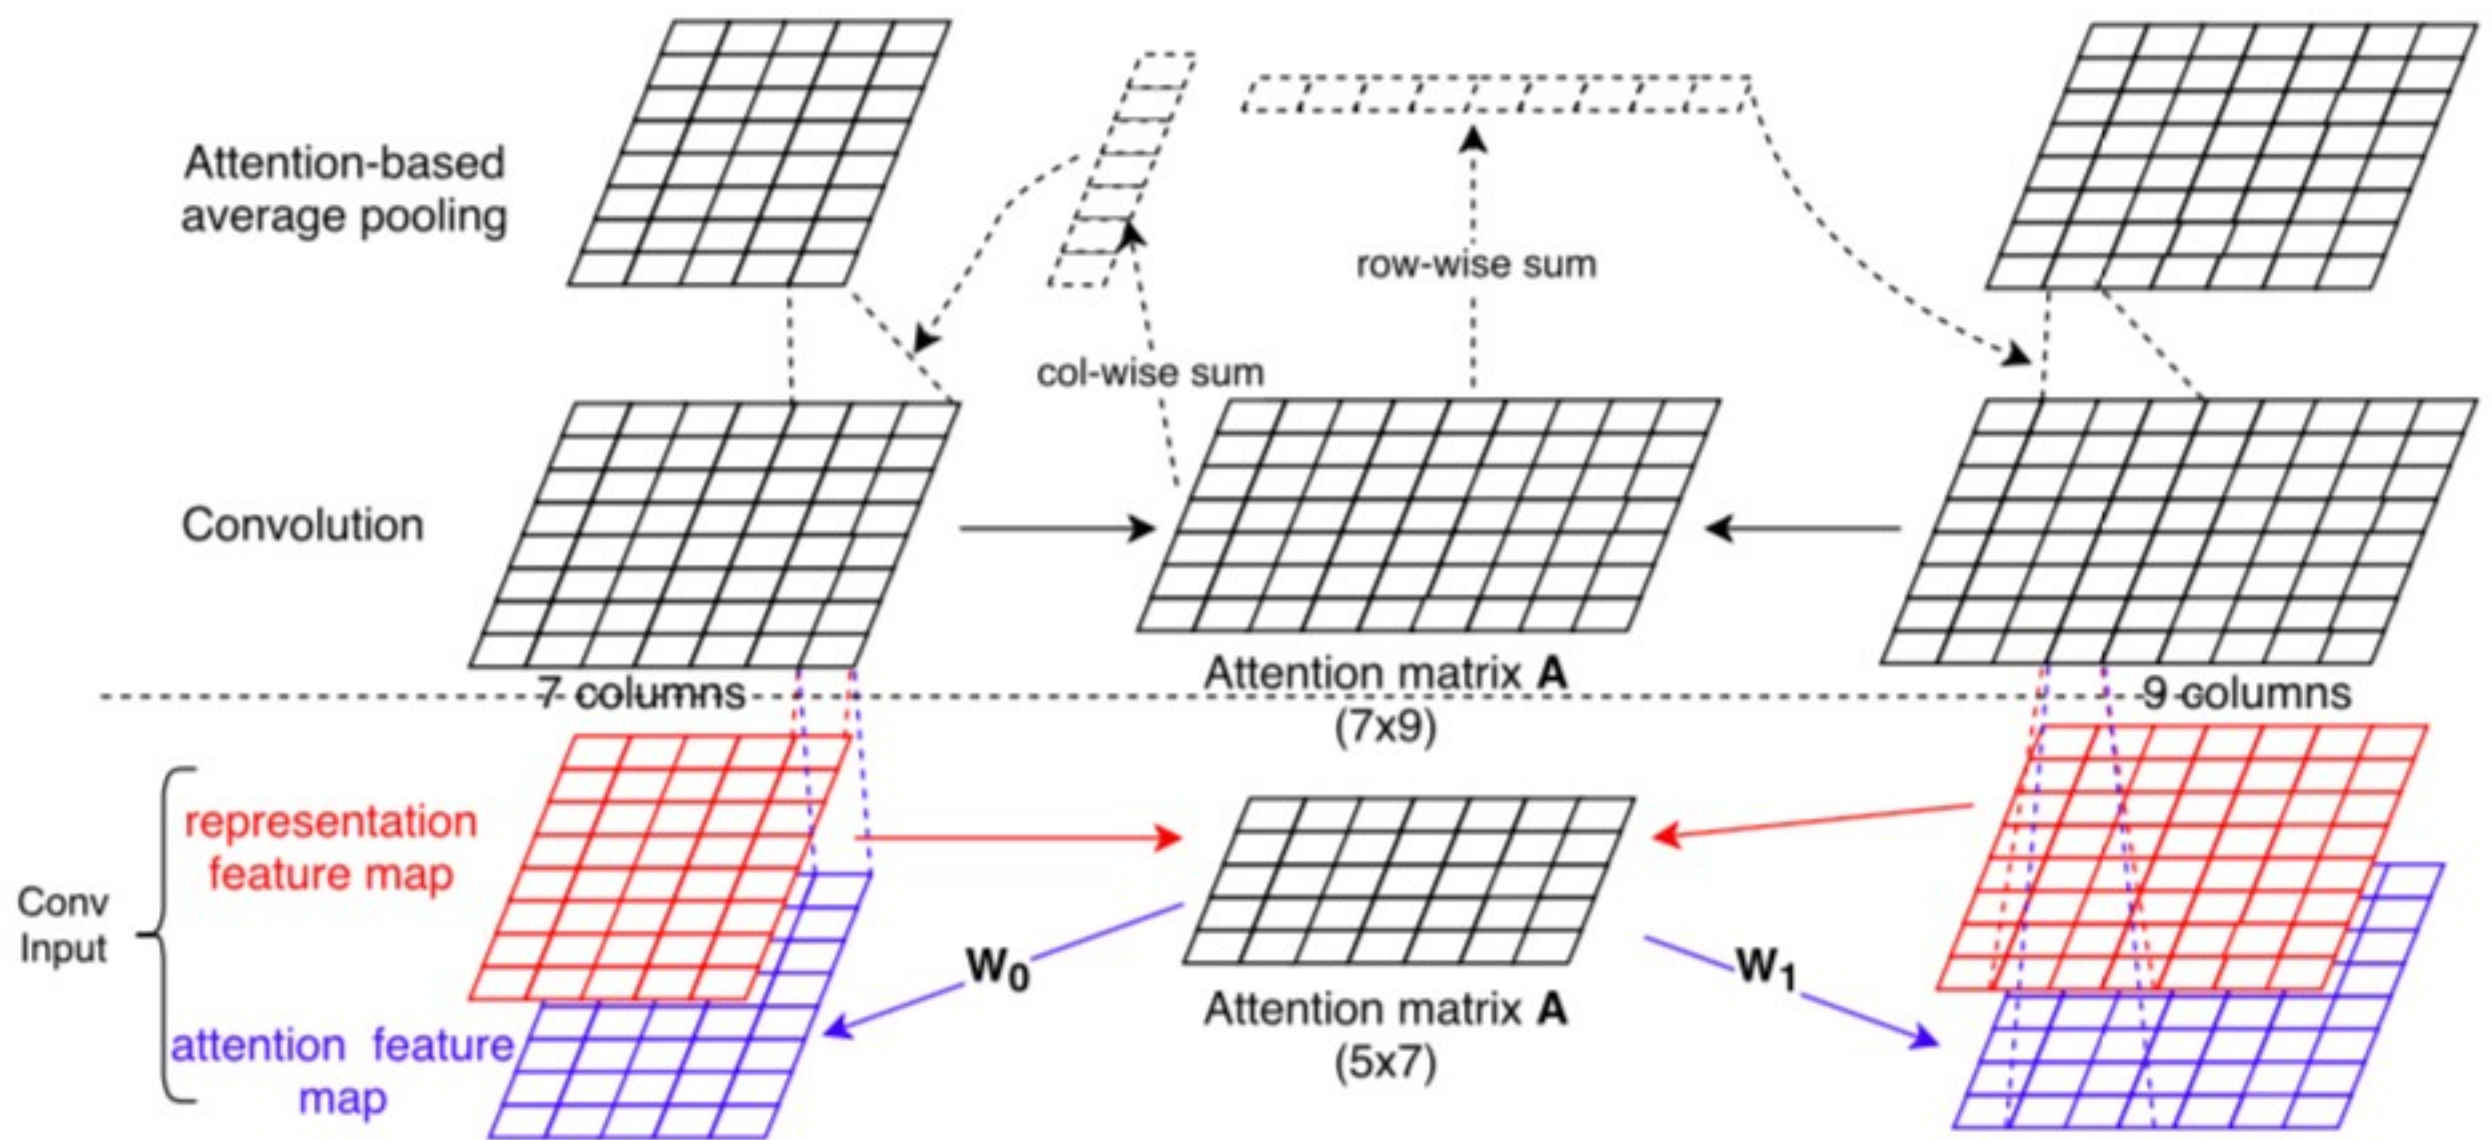 Attention-based
average pooling
row-wise sum
col-wise sum
Convolution
7 columns
Attention matrix A
(7x9)
9 columns
representation
feature map
Conv
Input
attention feature
map
W0
W1
Attention matrix A
(5x7)